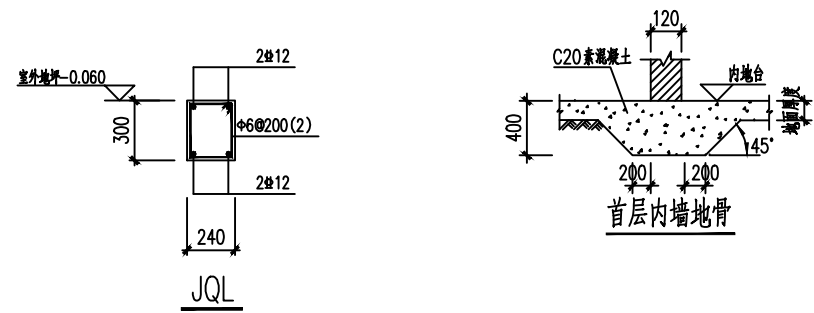 2⌀12
室外地坪-0.060
300
Φ6@200(2)
2⌀12
240
JQL
120
C20素混凝土
内地台
地面厚度
400
45°
200
200
首层内墙地骨